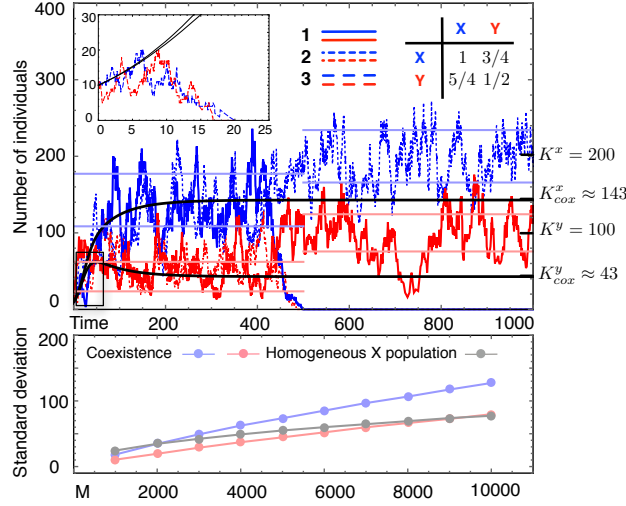 400
300
200
100
0
Number of individuals
30
20
10
0
0 5 10 15 20 25
1
2
3
X Y
X 1 3/4
Y 5/4 1/2
K^x = 200
K^x_cox ≈ 143
K^y = 100
K^y_cox ≈ 43
Time 200 400 600 800 1000
Standard deviation
200
100
0
Coexistence Homogeneous X population
M 2000 4000 6000 8000 10000